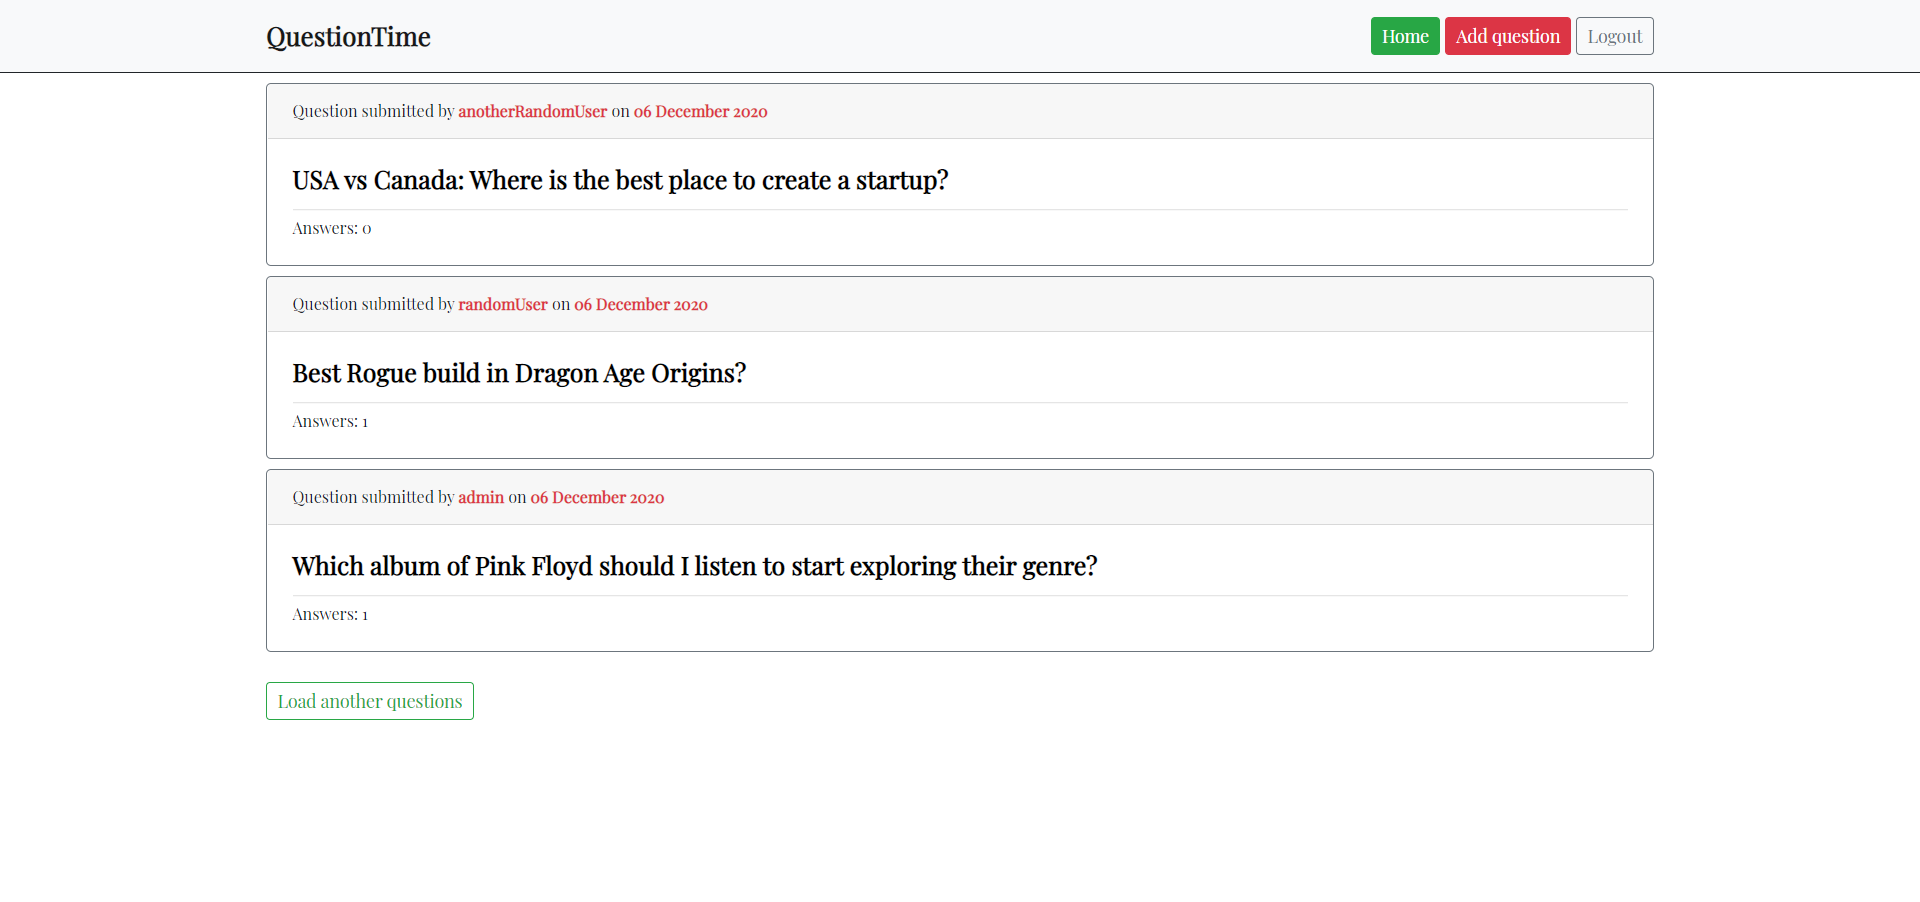 QuestionTime
Home Add question Logout
Question submitted by anotherRandomUser on 06 December 2020
USA vs Canada: Where is the best place to create a startup?
Answers: 0
Question submitted by randomUser on 06 December 2020
Best Rogue build in Dragon Age Origins?
Answers: 1
Question submitted by admin on 06 December 2020
Which album of Pink Floyd should I listen to start exploring their genre?
Answers: 1
Load another questions